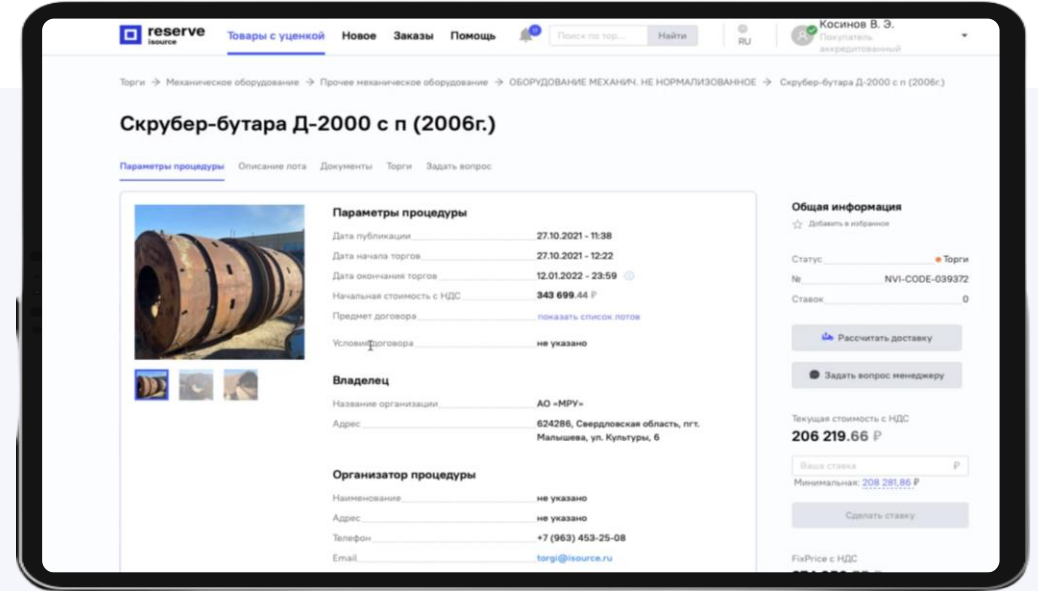 reserve
isource
Товары с уценкой
Новое
Заказы
Помощь
Поиск по тор...
Найти
RU
Косинов В. Э.
Покупатель
аккредитованный
Торги → Механическое оборудование → Прочее механическое оборудование → ОБОРУДОВАНИЕ МЕХАНИЧ. НЕ НОРМАЛИЗОВАННОЕ → Скрубер-бутара Д-2000 с п (2006г.)
Скрубер-бутара Д-2000 с п (2006г.)
Параметры процедуры
Описание лота
Документы
Торги
Задать вопрос
Параметры процедуры
Дата публикации 27.10.2021 - 11:38
Дата начала торгов 27.10.2021 - 12:22
Дата окончания торгов 12.01.2022 - 23:59
Начальная стоимость с НДС 343 699.44 ₽
Предмет договора показать список лотов
Условия договора не указано
Владелец
Название организации АО «МРУ»
Адрес 624286, Свердловская область, пгт.
Малышева, ул. Культуры, 6
Организатор процедуры
Наименование не указано
Адрес не указано
Телефон +7 (963) 453-25-08
Email torgi@isource.ru
Общая информация
Добавить в избранное
Статус Торги
№ NVI-CODE-039372
Ставок 0
Рассчитать доставку
Задать вопрос менеджеру
Текущая стоимость с НДС
206 219.66 ₽
Ваша ставка ₽
Минимальная: 208 281,86 ₽
Сделать ставку
FixPrice с НДС